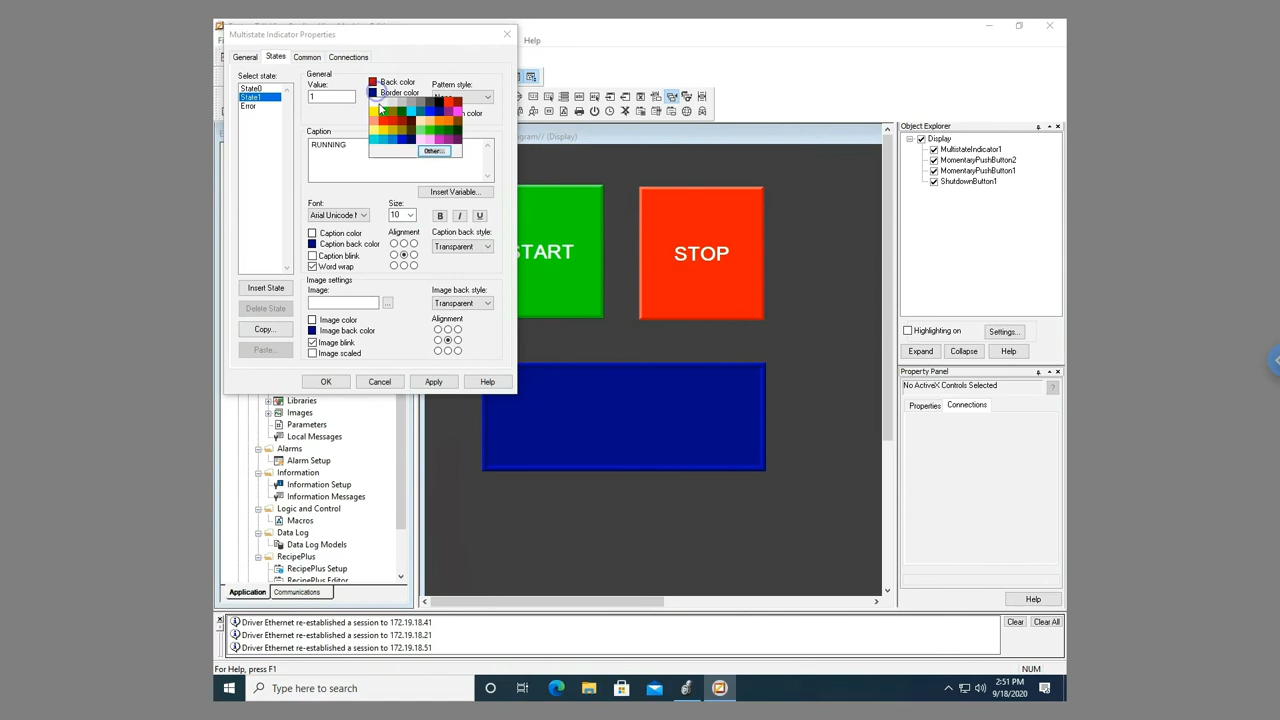 Help
Multistate Indicator Properties
General
States
Common
Connections
Select state:
State0
State1
Error
General
Value:
1
Back color
Border color
Pattern style:
Caption
RUNNING
Other...
Insert Variable...
Font:
Arial Unicode
Size:
10
B
I
U
Caption color
Caption back color
Caption blink
Word wrap
Alignment
Caption back style:
Transparent
Insert State
Delete State
Copy...
Paste...
Image settings
Image:
...
Image back style:
Transparent
Image color
Image back color
Image blink
Image scaled
Alignment
OK
Cancel
Apply
Help
// (Display)
START
STOP
Libraries
Images
Parameters
Local Messages
Alarms
Alarm Setup
Information
Information Setup
Information Messages
Logic and Control
Macros
Data Log
Data Log Models
RecipePlus
RecipePlus Setup
RecipePlus Editor
Application
Communications
Object Explorer
Display
MultistateIndicator1
MomentaryPushButton2
MomentaryPushButton1
ShutdownButton1
Highlighting on
Settings...
Expand
Collapse
Help
Property Panel
No ActiveX Controls Selected
?
Properties
Connections
Help
Driver Ethernet re-established a session to 172.19.18.41
Driver Ethernet re-established a session to 172.19.18.21
Driver Ethernet re-established a session to 172.19.18.51
Clear
Clear All
For Help, press F1
NUM
Type here to search
2:51 PM
9/18/2020